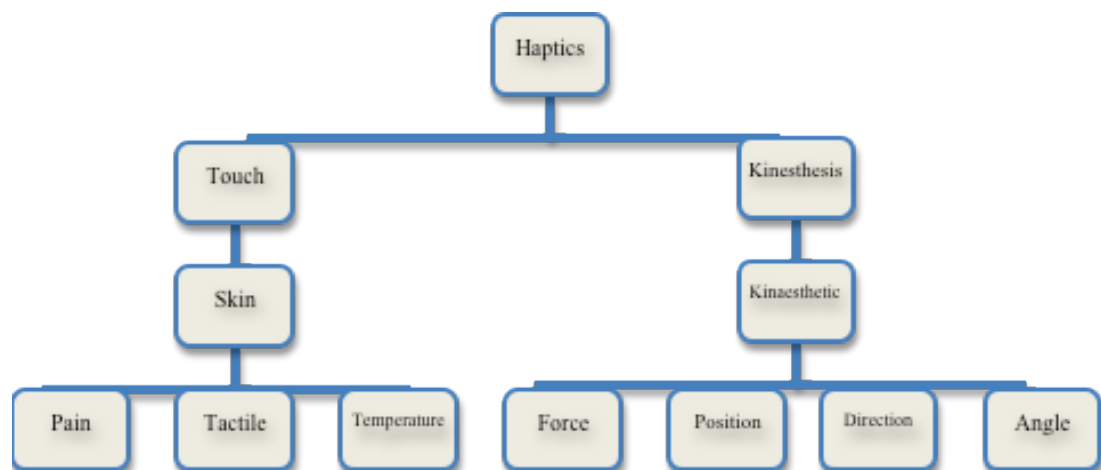 Haptics
Touch
Kinesthesis
Skin
Kinaesthetic
Pain
Tactile
Temperature
Force
Position
Direction
Angle